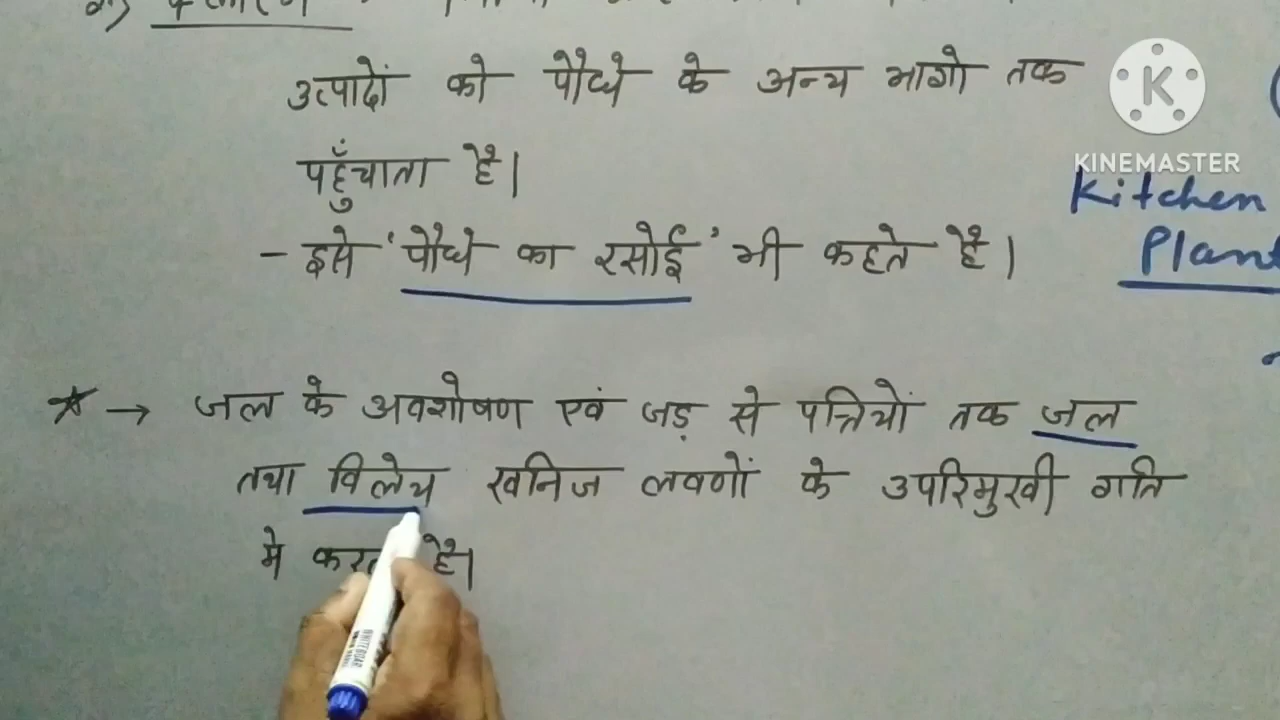 उत्पादों को पौधे के अन्य भागो तक
पहुँचाता है।
- इसे 'पौधे का रसोई' भी कहते है।
Kitchen
Plant
★ → जल के अवशोषण एवं जड़ से पत्तियों तक जल
तथा विलेय खनिज लवणों के उपरिमुखी गति
मे करता है।
K
KINEMASTER